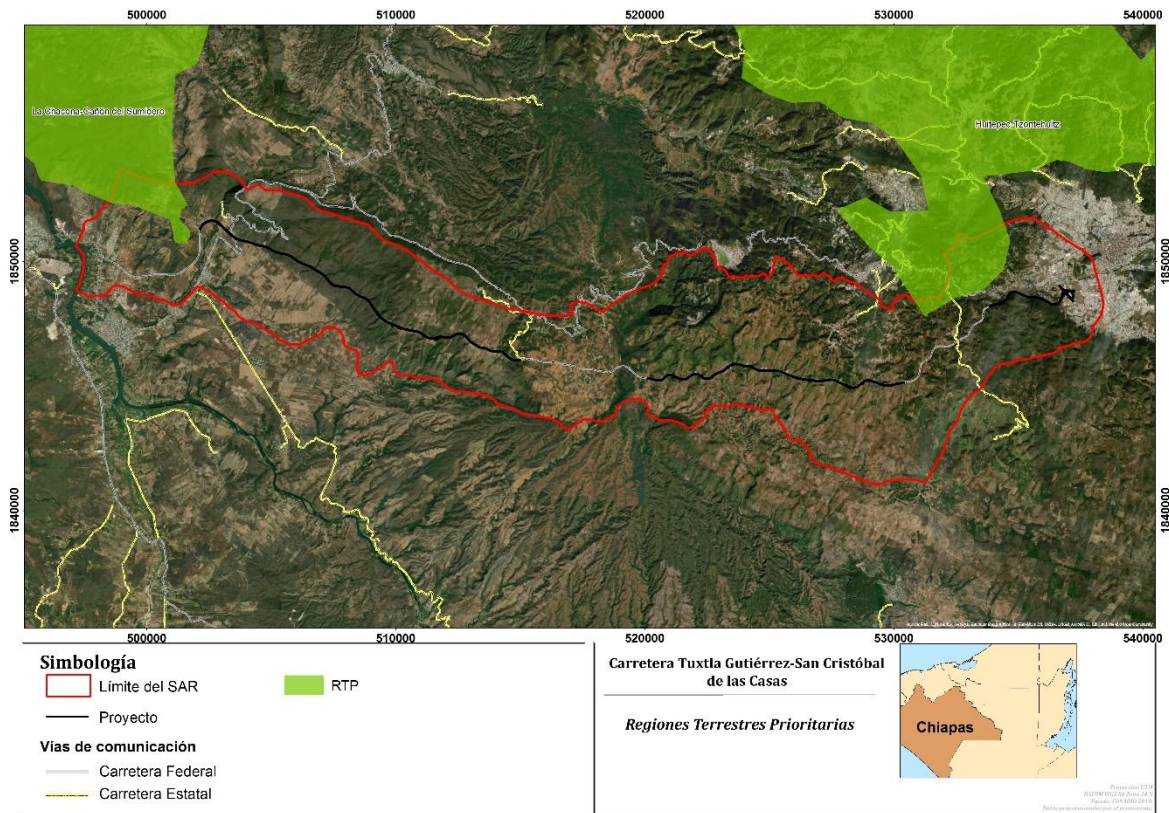 500000 510000 520000 530000 540000
La Chacona-Cañón del Sumidero
Huitepec-Tzontehuitz
1850000 1850000
1840000 1840000
500000 510000 520000 530000 540000
Simbología
Límite del SAR
RTP
Proyecto
Vías de comunicación
Carretera Federal
Carretera Estatal
Carretera Tuxtla Gutiérrez-San Cristóbal
de las Casas
Regiones Terrestres Prioritarias
Chiapas